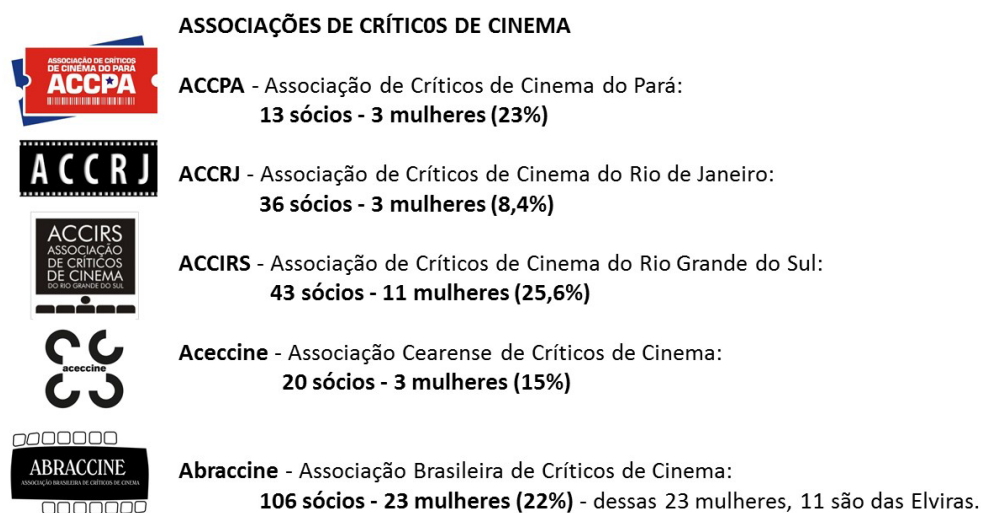 ASSOCIAÇÕES DE CRÍTIC0S DE CINEMA
ASSOCIAÇÃO DE CRÍTICOS
DE CINEMA DO PARÁ
ACCPA
ACCPA - Associação de Críticos de Cinema do Pará:
13 sócios - 3 mulheres (23%)
ACCRJ
ACCRJ - Associação de Críticos de Cinema do Rio de Janeiro:
36 sócios - 3 mulheres (8,4%)
ACCIRS
ASSOCIAÇÃO
DE CRÍTICOS
DE CINEMA
DO RIO GRANDE DO SUL
ACCIRS - Associação de Críticos de Cinema do Rio Grande do Sul:
43 sócios - 11 mulheres (25,6%)
aceccine
Aceccine - Associação Cearense de Críticos de Cinema:
20 sócios - 3 mulheres (15%)
ABRACCINE
ASSOCIAÇÃO BRASILEIRA DE CRÍTICOS DE CINEMA
Abraccine - Associação Brasileira de Críticos de Cinema:
106 sócios - 23 mulheres (22%) - dessas 23 mulheres, 11 são das Elviras.